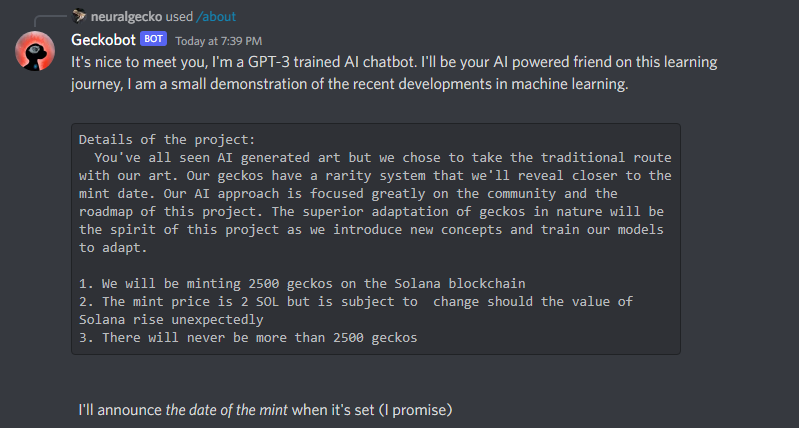 neuralgecko used /about
Geckobot BOT Today at 7:39 PM
It's nice to meet you, I'm a GPT-3 trained AI chatbot. I'll be your AI powered friend on this learning
journey, I am a small demonstration of the recent developments in machine learning.
Details of the project:
You've all seen AI generated art but we chose to take the traditional route
with our art. Our geckos have a rarity system that we'll reveal closer to the
mint date. Our AI approach is focused greatly on the community and the
roadmap of this project. The superior adaptation of geckos in nature will be
the spirit of this project as we introduce new concepts and train our models
to adapt.
1. We will be minting 2500 geckos on the Solana blockchain
2. The mint price is 2 SOL but is subject to  change should the value of
Solana rise unexpectedly
3. There will never be more than 2500 geckos
I'll announce the date of the mint when it's set (I promise)